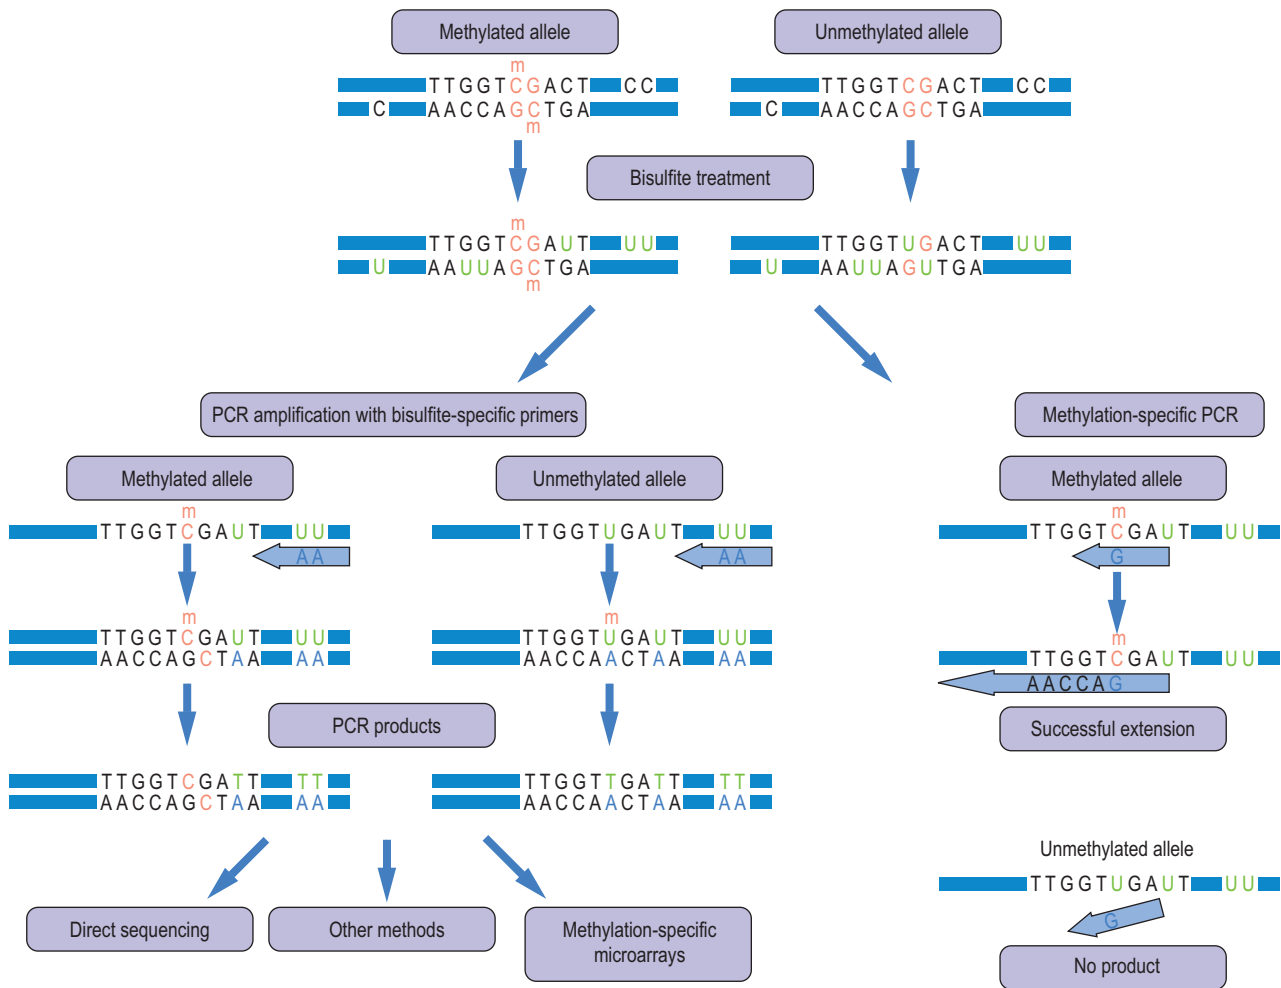 Methylated allele
Unmethylated allele
m
TTGGTCGACT CC
C AACCAGCTGA
m
TTGGTCGACT CC
C AACCAGCTGA
Bisulfite treatment
m
TTGGTCGAUT UU
U AAUUAGCTGA
m
TTGGTUGACT UU
U AAUUAGUTGA
PCR amplification with bisulfite-specific primers
Methylation-specific PCR
Methylated allele
Unmethylated allele
Methylated allele
m
TTGGTCGAUT UU
AA
TTGGTUGAUT UU
AA
m
TTGGTCGAUT UU
G
m
TTGGTCGAUT UU
AACCAGCTAA AA
m
TTGGTUGAUT UU
AACCAACTAA AA
m
TTGGTCGAUT UU
AACCAG
PCR products
Successful extension
TTGGTCGATT TT
AACCAGCTAA AA
TTGGTTGATT TT
AACCAACTAA AA
Unmethylated allele
TTGGTUGAUT UU
G
No product
Direct sequencing
Other methods
Methylation-specific
microarrays